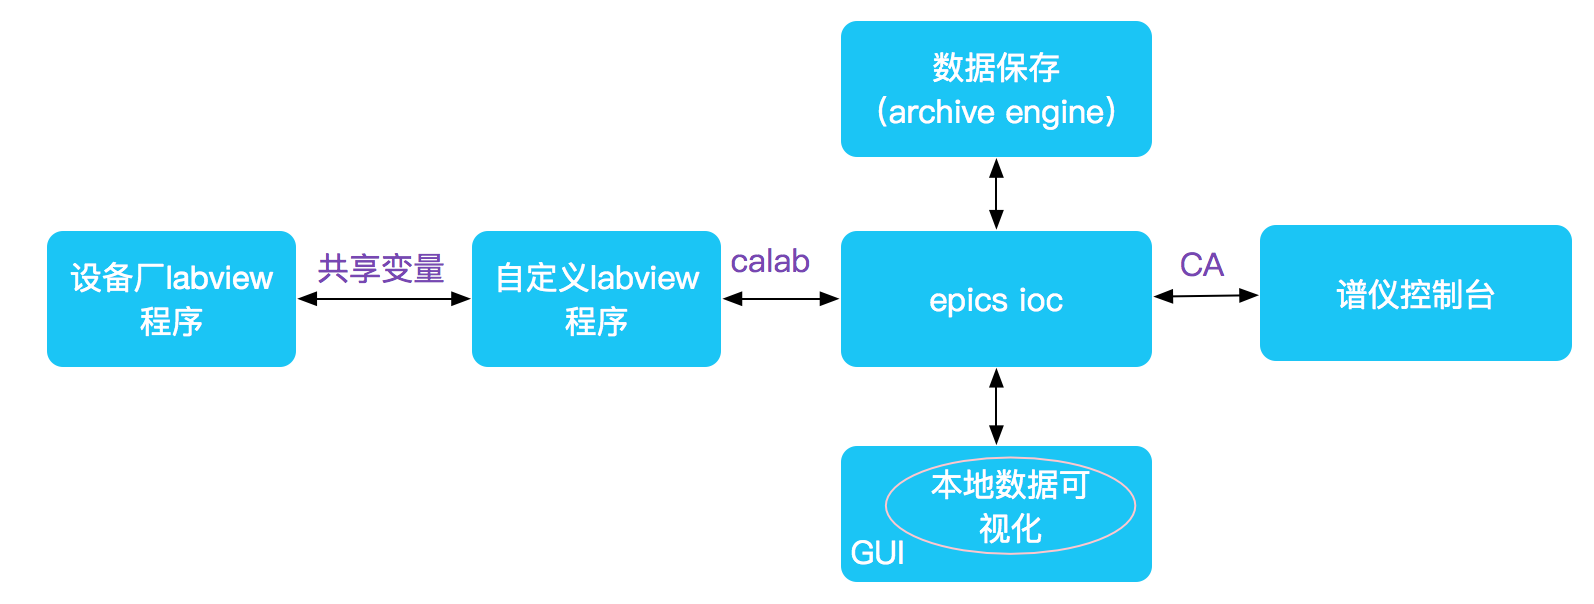 数据保存
（archive engine）
设备厂labview
程序
共享变量
自定义labview
程序
calab
epics ioc
CA
谱仪控制台
本地数据可
视化
GUI